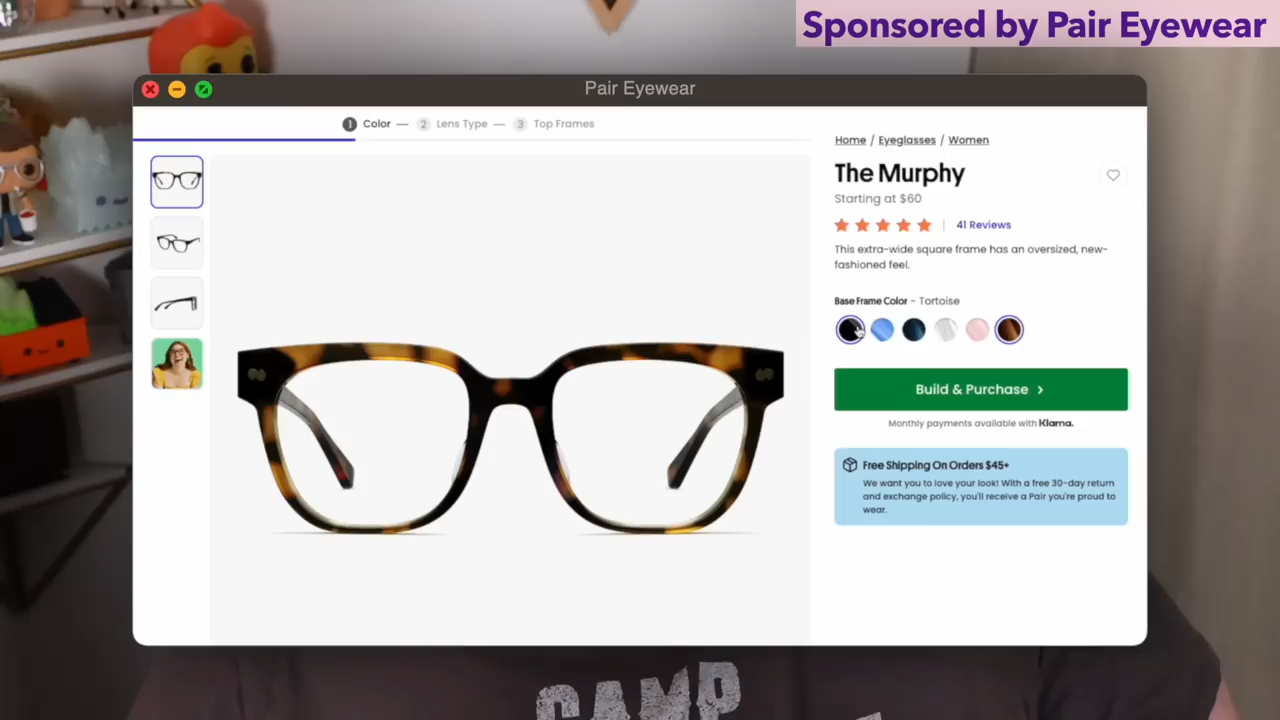 Sponsored by Pair Eyewear
Pair Eyewear
1 Color — 2 Lens Type — 3 Top Frames
Home / Eyeglasses / Women
The Murphy
Starting at $60
41 Reviews
This extra-wide square frame has an oversized, new-
fashioned feel.
Base Frame Color - Tortoise
Build & Purchase ›
Monthly payments available with Klarna.
Free Shipping On Orders $45+
We want you to love your look! With a free 30-day return
and exchange policy, you'll receive a Pair you're proud to
wear.
CAMP